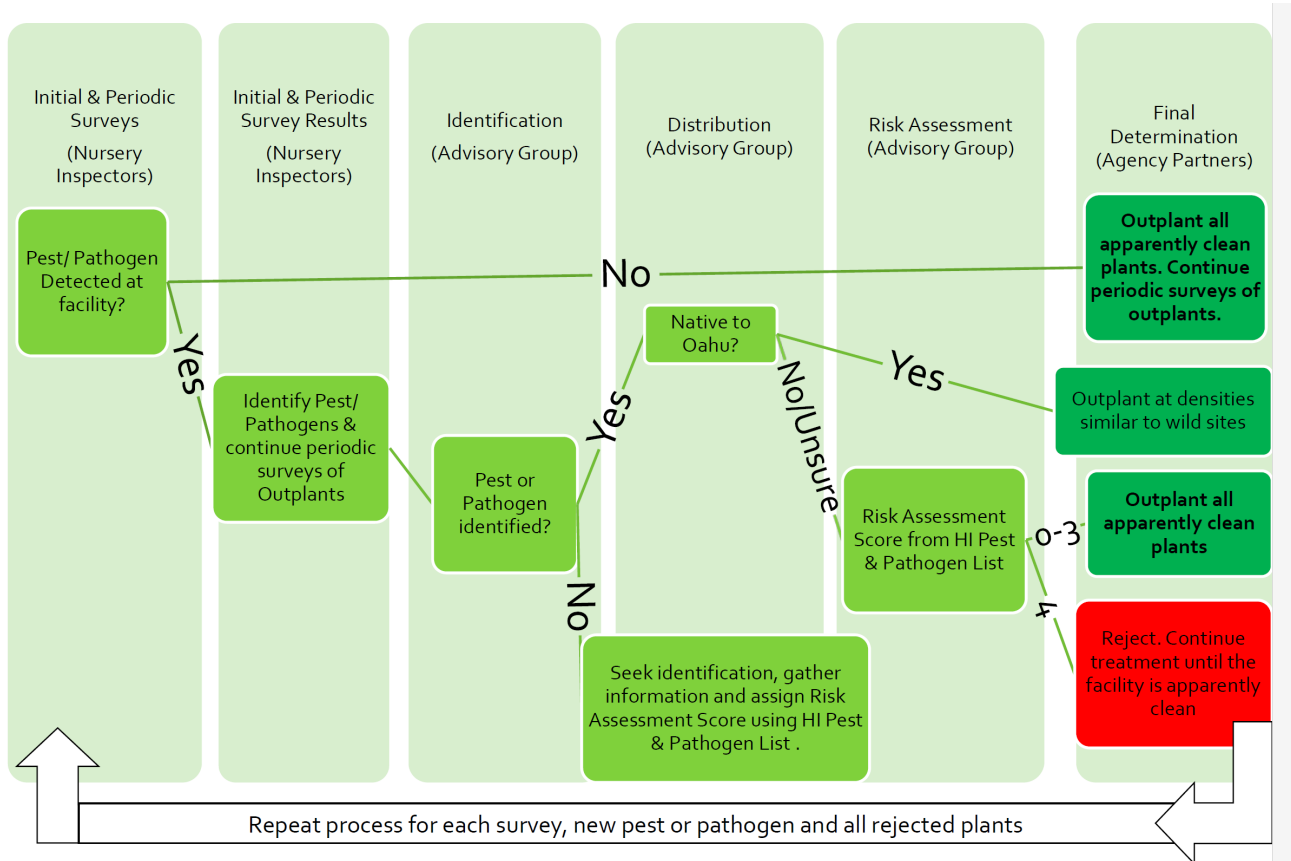 Initial & Periodic
Surveys
(Nursery
Inspectors)
Initial & Periodic
Survey Results
(Nursery
Inspectors)
Identification
(Advisory Group)
Distribution
(Advisory Group)
Risk Assessment
(Advisory Group)
Final
Determination
(Agency Partners)
Pest/ Pathogen
Detected at
facility?
No
Outplant all
apparently clean
plants. Continue
periodic surveys of
outplants.
Yes
Identify Pest/
Pathogens &
continue periodic
surveys of
Outplants
Pest or
Pathogen
identified?
Yes
Native to
Oahu?
Yes
Outplant at densities
similar to wild sites
No/Unsure
Risk Assessment
Score from HI Pest
& Pathogen List
0-3
Outplant all
apparently clean
plants
4
Reject. Continue
treatment until the
facility is apparently
clean
No
Seek identification, gather
information and assign Risk
Assessment Score using HI Pest
& Pathogen List .
Repeat process for each survey, new pest or pathogen and all rejected plants